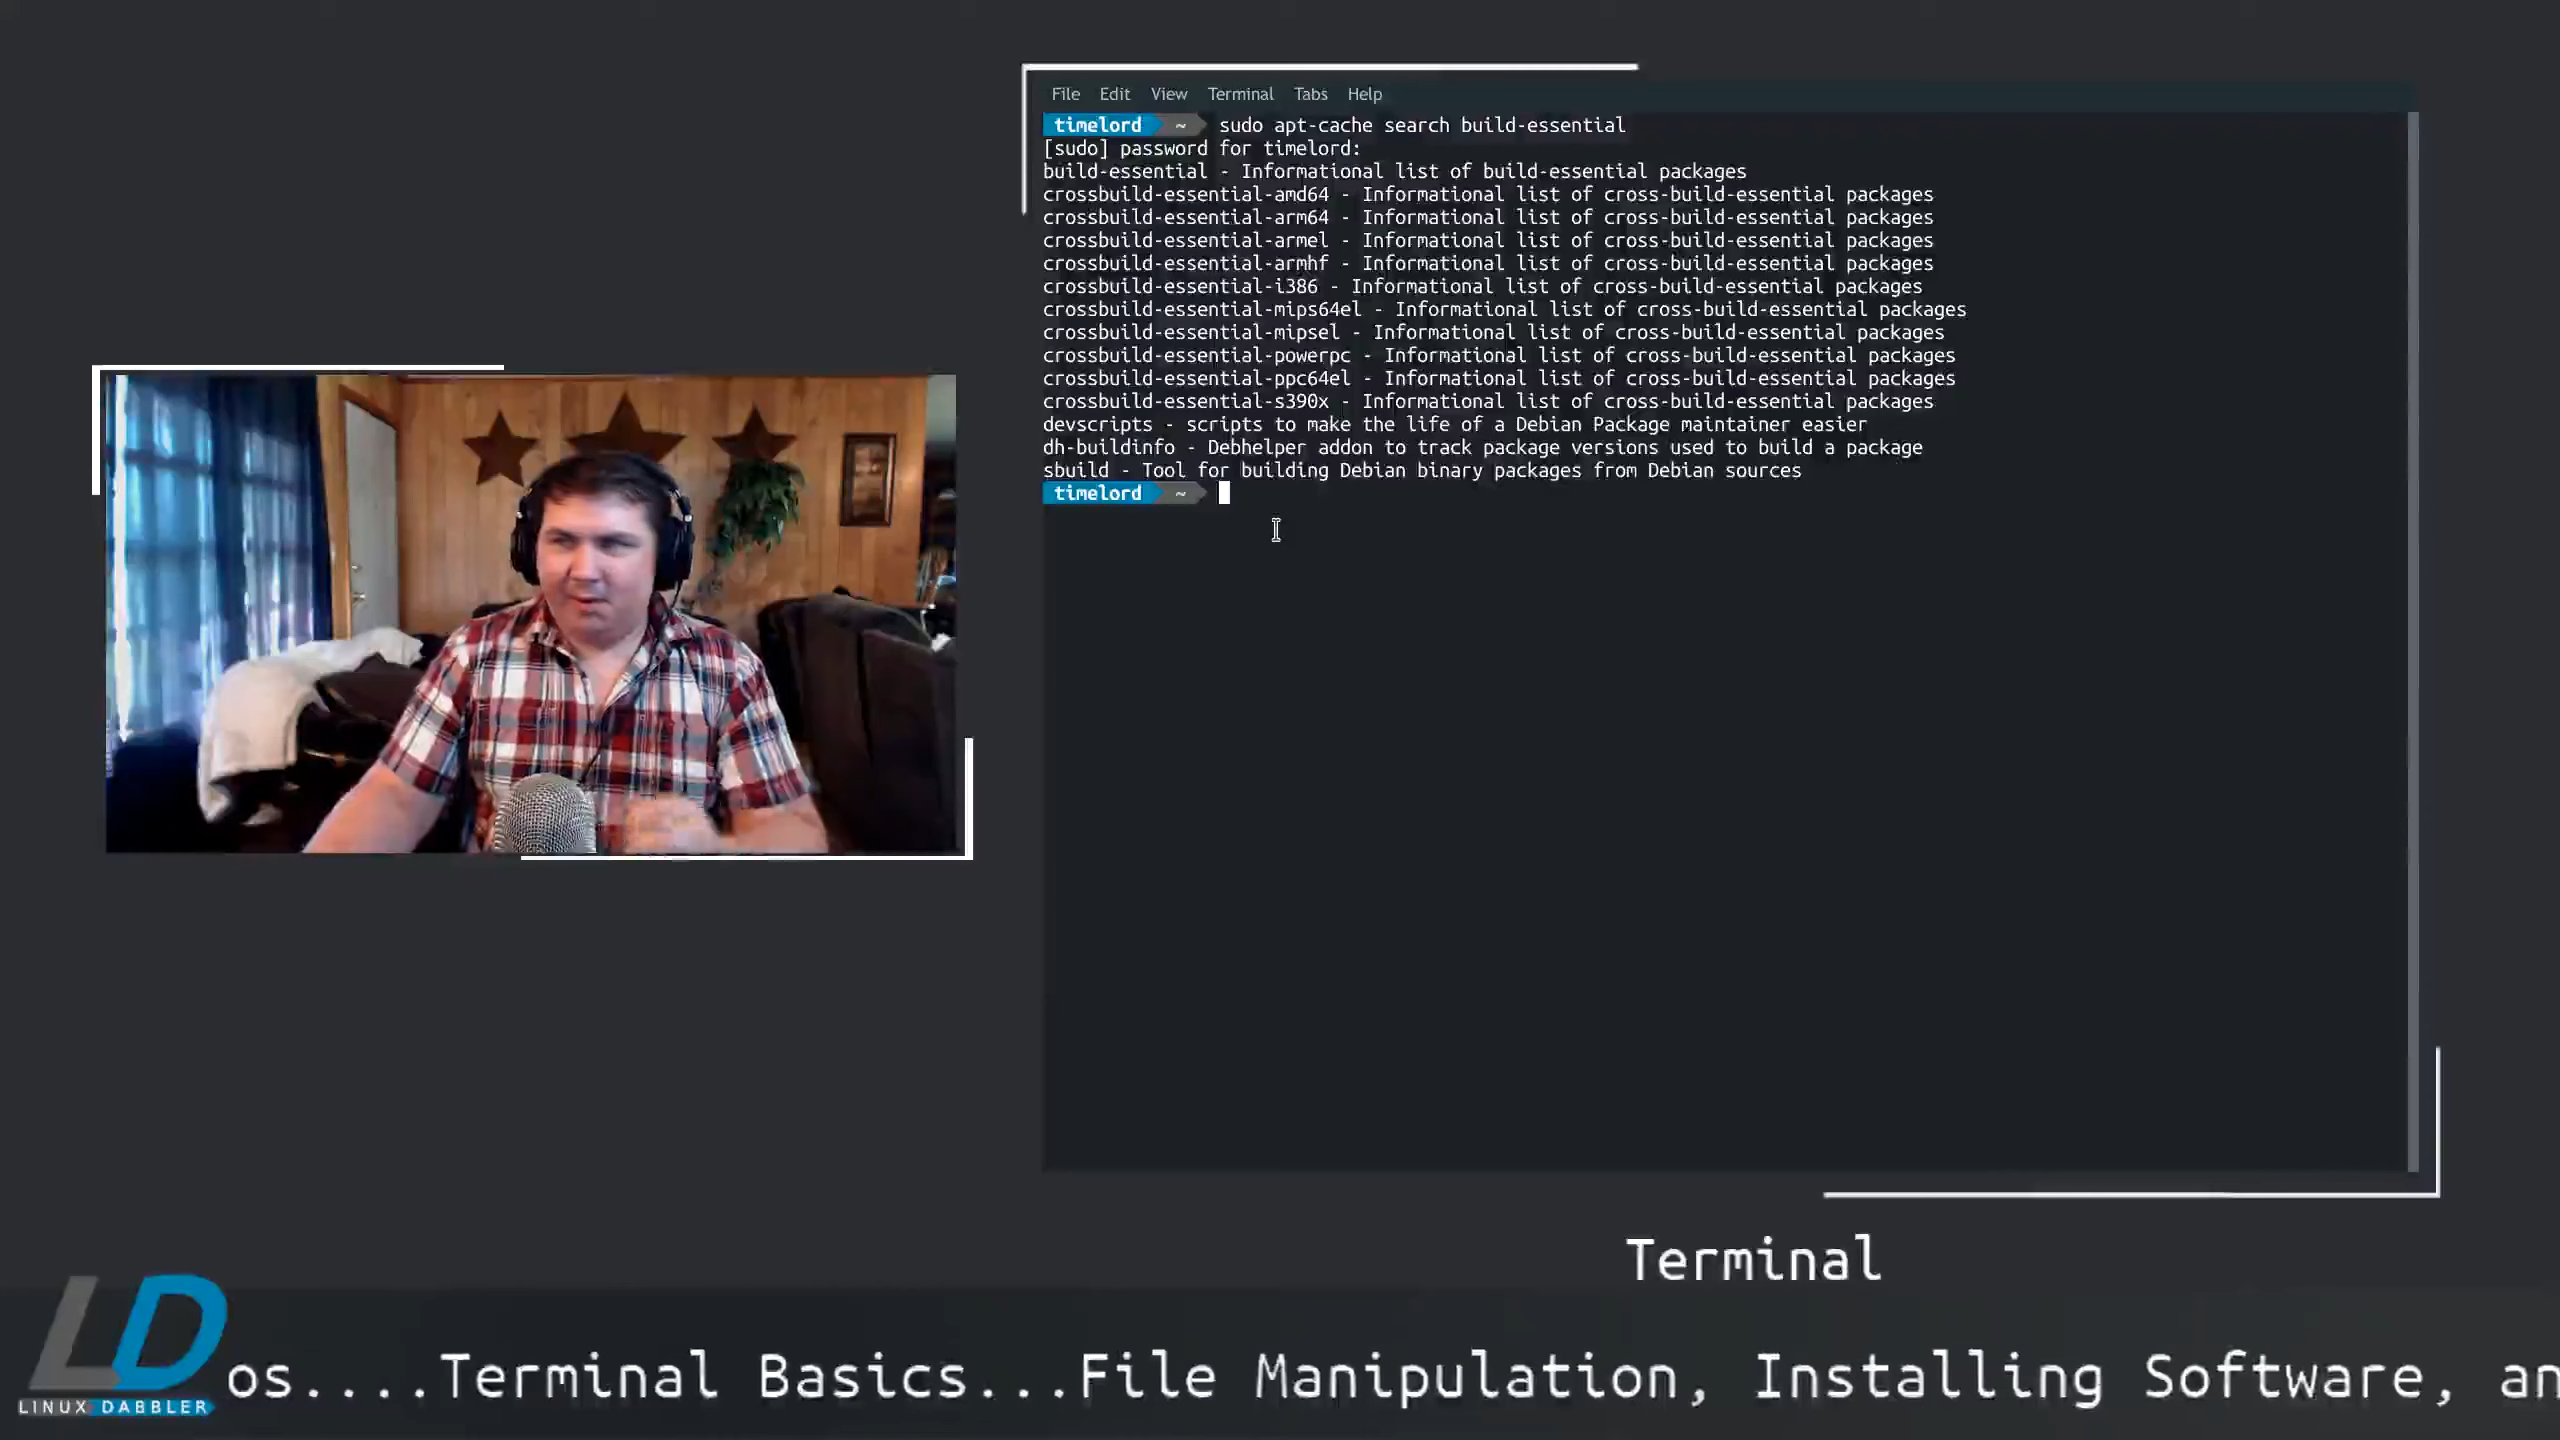 File Edit View Terminal Tabs Help
timelord ~ sudo apt-cache search build-essential
[sudo] password for timelord:
build-essential - Informational list of build-essential packages
crossbuild-essential-amd64 - Informational list of cross-build-essential packages
crossbuild-essential-arm64 - Informational list of cross-build-essential packages
crossbuild-essential-armel - Informational list of cross-build-essential packages
crossbuild-essential-armhf - Informational list of cross-build-essential packages
crossbuild-essential-i386 - Informational list of cross-build-essential packages
crossbuild-essential-mips64el - Informational list of cross-build-essential packages
crossbuild-essential-mipsel - Informational list of cross-build-essential packages
crossbuild-essential-powerpc - Informational list of cross-build-essential packages
crossbuild-essential-ppc64el - Informational list of cross-build-essential packages
crossbuild-essential-s390x - Informational list of cross-build-essential packages
devscripts - scripts to make the life of a Debian Package maintainer easier
dh-buildinfo - Debhelper addon to track package versions used to build a package
sbuild - Tool for building Debian binary packages from Debian sources
timelord ~
Terminal
LD
LINUX DABBLER
os....Terminal Basics...File Manipulation, Installing Software, an